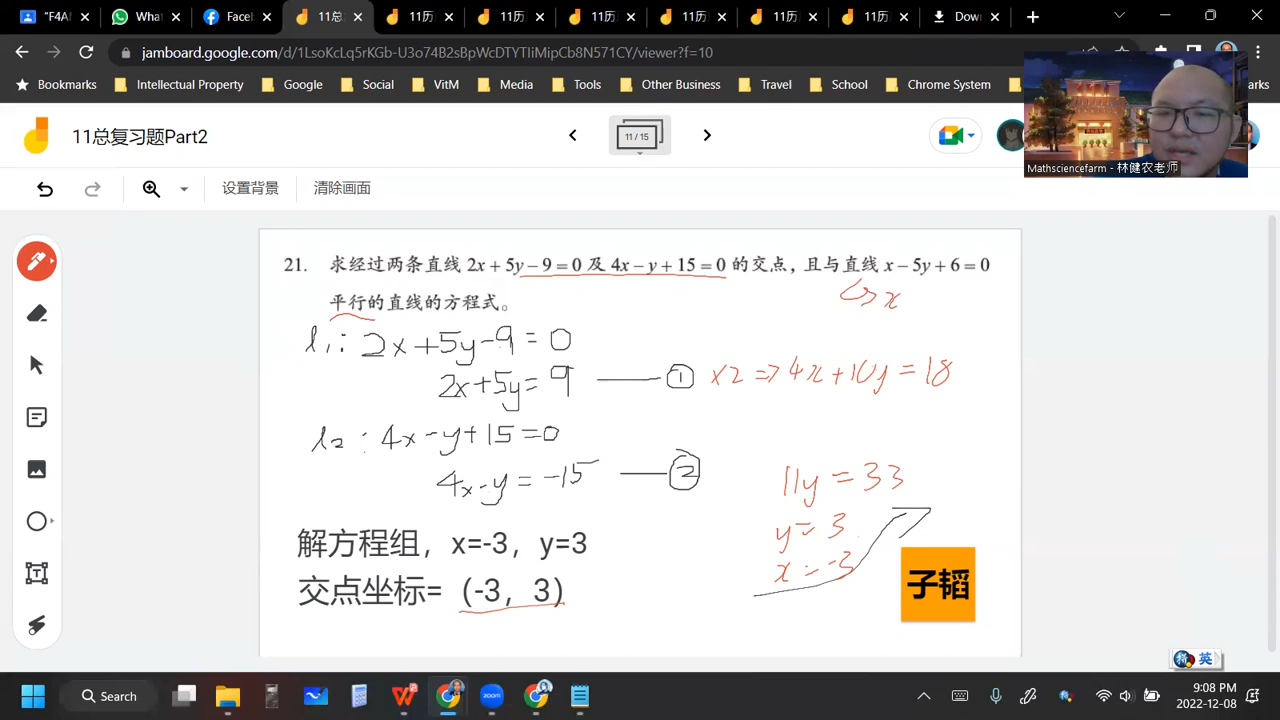 "F4A
What
Facel
11总
11历
11历
11历
11历
11历
11历
Dow
jamboard.google.com/d/1LsoKcLq5rKGb-U3o74B2sBpWcDTYTIiMipCb8N571CY/viewer?f=10
Bookmarks Intellectual Property Google Social VitM Media Tools Other Business Travel School Chrome System
arks
11总复习题Part2
11 / 15
Mathsciencefarm - 林健农老师
设置背景 清除画面
21. 求经过两条直线 2x+5y-9=0 及 4x-y+15=0 的交点，且与直线 x-5y+6=0
平行的直线的方程式。
l₁: 2x+5y-9=0
2x+5y=9 —— ① x2 => 4x+10y=18
l₂: 4x-y+15=0
4x-y=-15 —— ②
11y=33
y=3
x=-3
解方程组，x=-3，y=3
交点坐标=（-3，3）
子韬
英
Search
zoom
9:08 PM
2022-12-08